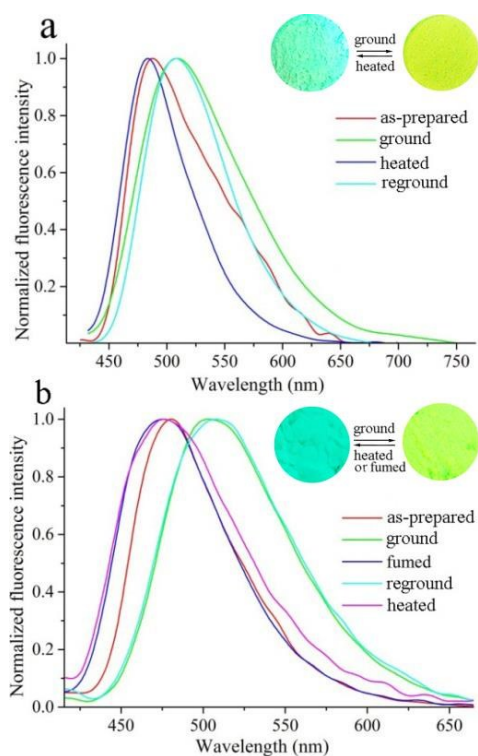 a
ground
heated
as-prepared
ground
heated
reground
Normalized fluorescence intensity
1.0
0.8
0.6
0.4
0.2
450 500 550 600 650 700 750
Wavelength (nm)
b
ground
heated
or fumed
as-prepared
ground
fumed
reground
heated
Normalized fluorescence intensity
1.0
0.8
0.6
0.4
0.2
0.0
450 500 550 600 650
Wavelength (nm)